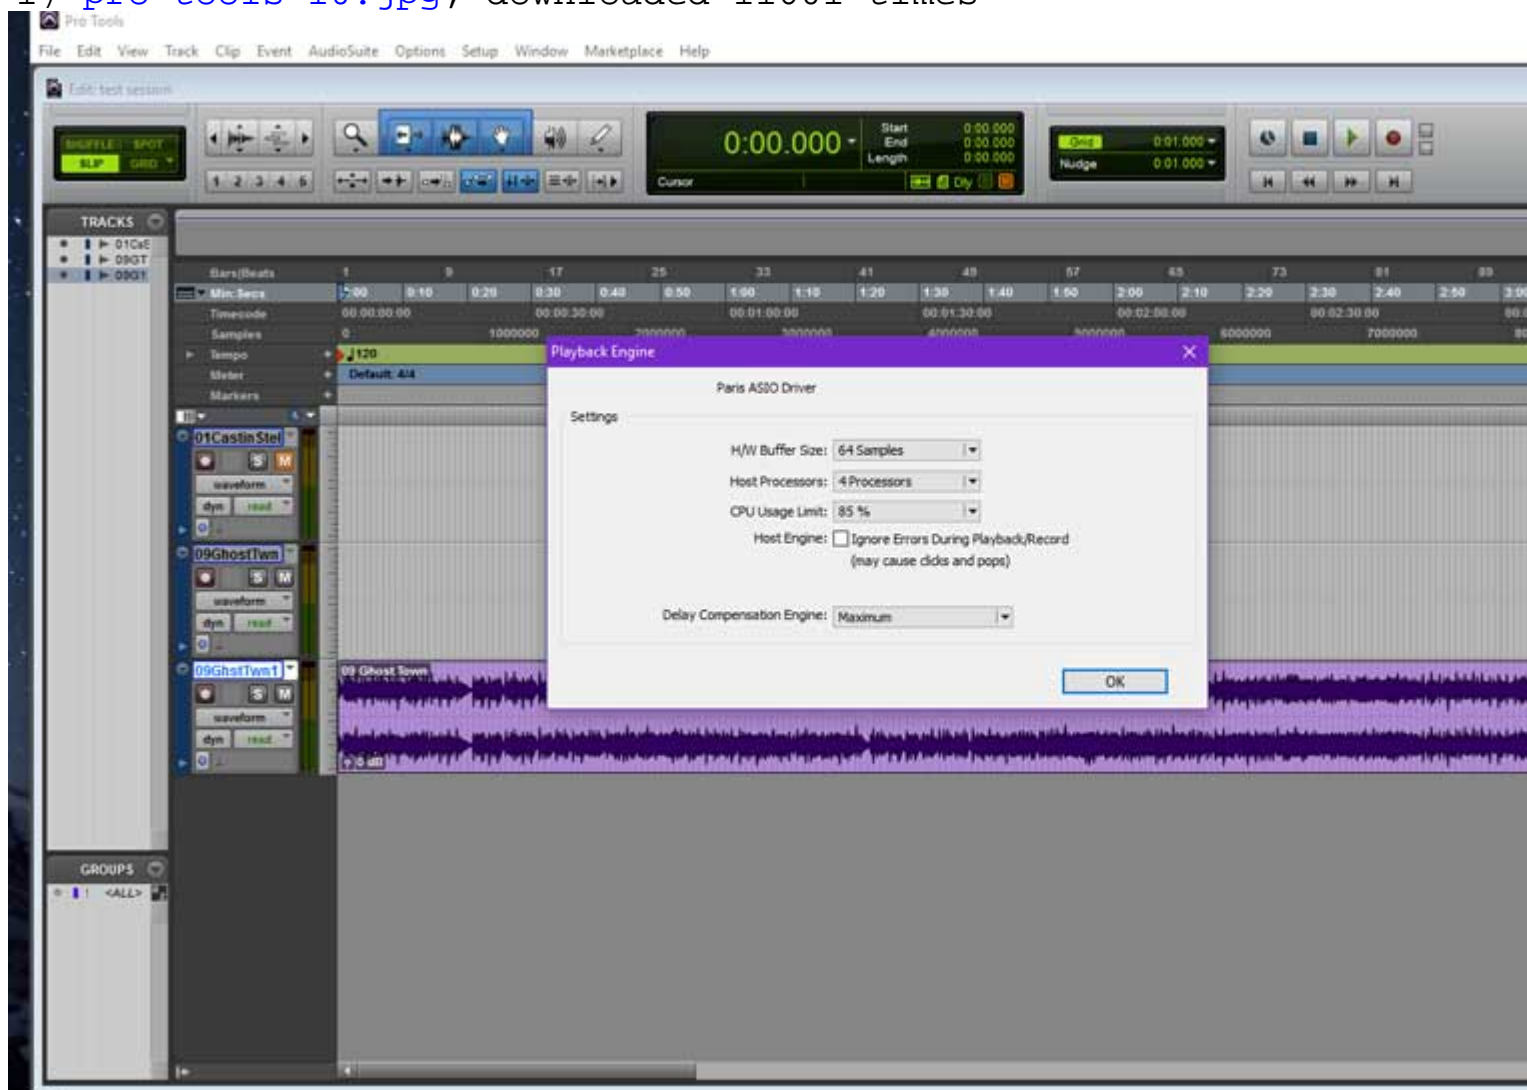 Pro Tools
File Edit View Track Clip Event AudioSuite Options Setup Window Marketplace Help
Edit: test session
SHUFFLE SPOT
SLIP GRID
1 2 3 4 5
0:00.000
Start 0:00.000
End 0:00.000
Length 0:00.000
Cursor
Dly
Grid 0:01.000
Nudge 0:01.000
TRACKS
01CsS
09GT
09GT
Bars|Beats 1 9 17 25 33 41 49 57 65 73 81 89
Min:Secs 0:00 0:10 0:20 0:30 0:40 0:50 1:00 1:10 1:20 1:30 1:40 1:50 2:00 2:10 2:20 2:30 2:40 2:50 3:00
Timecode 00:00:00:00 00:00:30:00 00:01:00:00 00:01:30:00 00:02:00:00 00:02:30:00
Samples 0 1000000 2000000 3000000 4000000 5000000 6000000 7000000
Tempo 120
Meter Default: 4/4
Markers
Playback Engine
Paris ASIO Driver
Settings
H/W Buffer Size: 64 Samples
Host Processors: 4 Processors
CPU Usage Limit: 85 %
Host Engine: Ignore Errors During Playback/Record
(may cause clicks and pops)
Delay Compensation Engine: Maximum
OK
01CastinStel
S M
waveform
dyn read
09GhostTwn
S M
waveform
dyn read
09GhstTwn1
S M
waveform
dyn read
09 Ghost Town
0 dB
GROUPS
! <ALL>